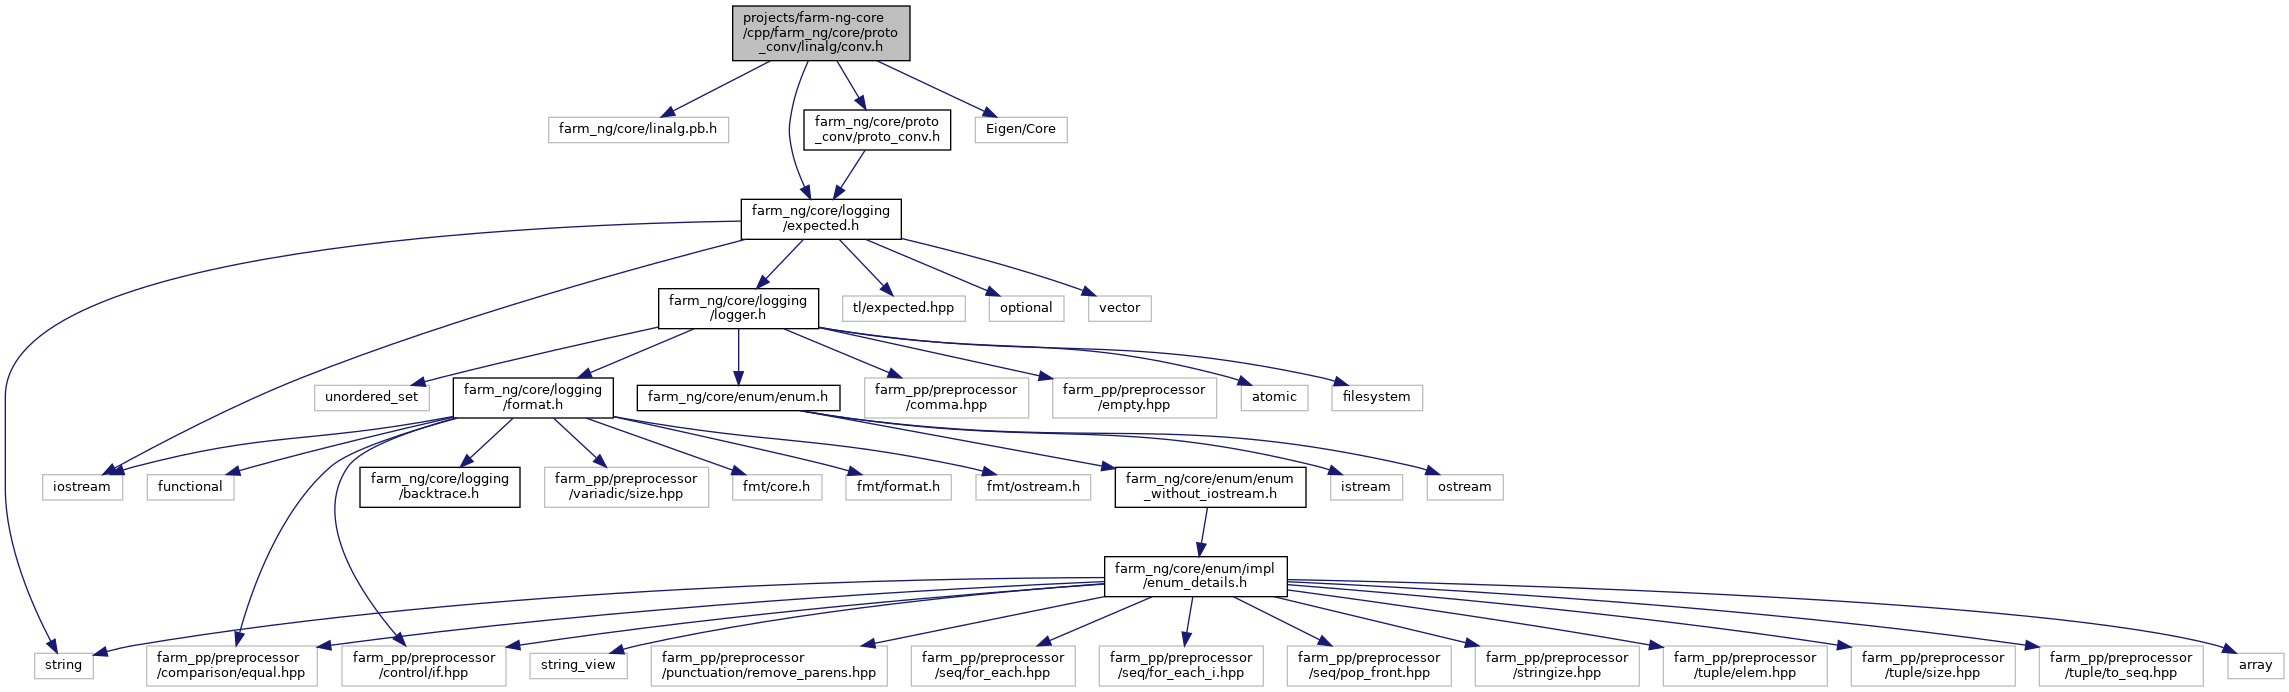 projects/farm-ng-core
/cpp/farm_ng/core/proto
_conv/linalg/conv.h
farm_ng/core/linalg.pb.h
farm_ng/core/proto
_conv/proto_conv.h
Eigen/Core
farm_ng/core/logging
/expected.h
farm_ng/core/logging
/logger.h
tl/expected.hpp
optional
vector
unordered_set
farm_ng/core/logging
/format.h
farm_ng/core/enum/enum.h
farm_pp/preprocessor
/comma.hpp
farm_pp/preprocessor
/empty.hpp
atomic
filesystem
iostream
functional
farm_ng/core/logging
/backtrace.h
farm_pp/preprocessor
/variadic/size.hpp
fmt/core.h
fmt/format.h
fmt/ostream.h
farm_ng/core/enum/enum
_without_iostream.h
istream
ostream
farm_ng/core/enum/impl
/enum_details.h
string
farm_pp/preprocessor
/comparison/equal.hpp
farm_pp/preprocessor
/control/if.hpp
string_view
farm_pp/preprocessor
/punctuation/remove_parens.hpp
farm_pp/preprocessor
/seq/for_each.hpp
farm_pp/preprocessor
/seq/for_each_i.hpp
farm_pp/preprocessor
/seq/pop_front.hpp
farm_pp/preprocessor
/stringize.hpp
farm_pp/preprocessor
/tuple/elem.hpp
farm_pp/preprocessor
/tuple/size.hpp
farm_pp/preprocessor
/tuple/to_seq.hpp
array